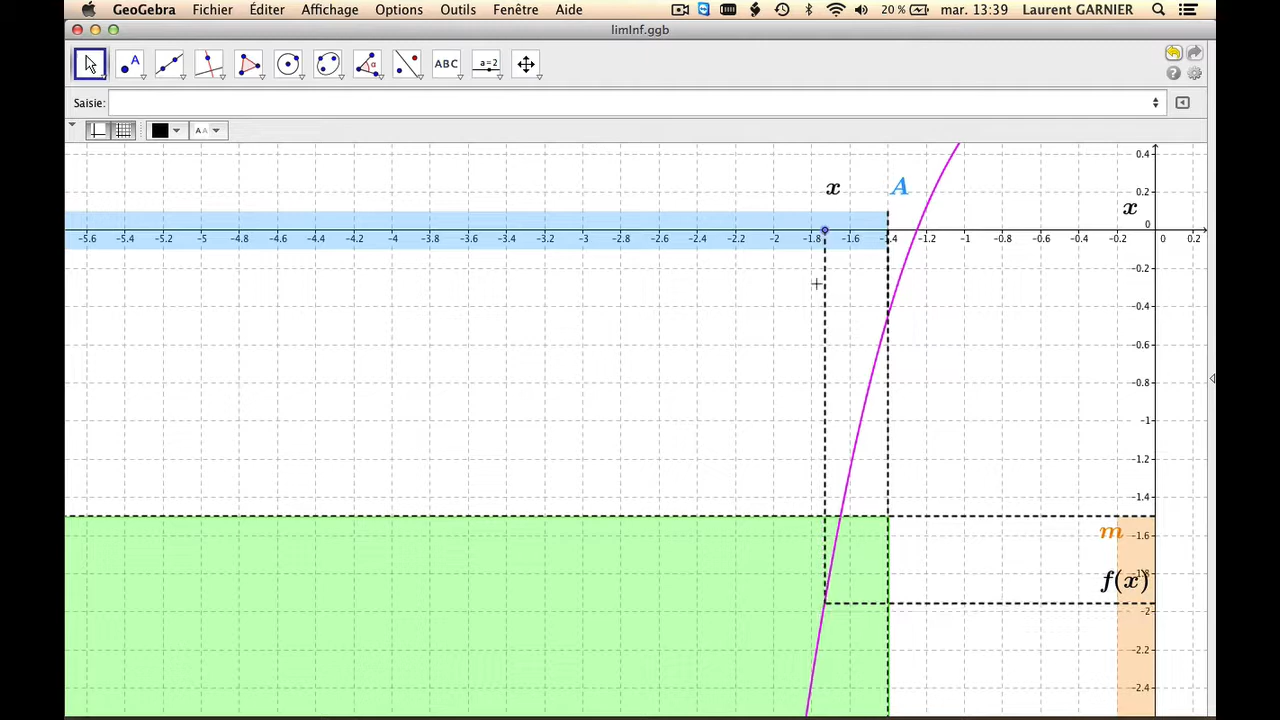 GeoGebra Fichier Éditer Affichage Options Outils Fenêtre Aide 20 % mar. 13:39 Laurent GARNIER
limInf.ggb
ABC a=2
Saisie:
A A
0.4
x A 0.2
x
0
-5.6 -5.4 -5.2 -5 -4.8 -4.6 -4.4 -4.2 -4 -3.8 -3.6 -3.4 -3.2 -3 -2.8 -2.6 -2.4 -2.2 -2 -1.8 -1.6 -1.4 -1.2 -1 -0.8 -0.6 -0.4 -0.2 0 0.2
-0.2
-0.4
-0.6
-0.8
-1
-1.2
-1.4
m -1.6
f(x) -1.8
-2
-2.2
-2.4